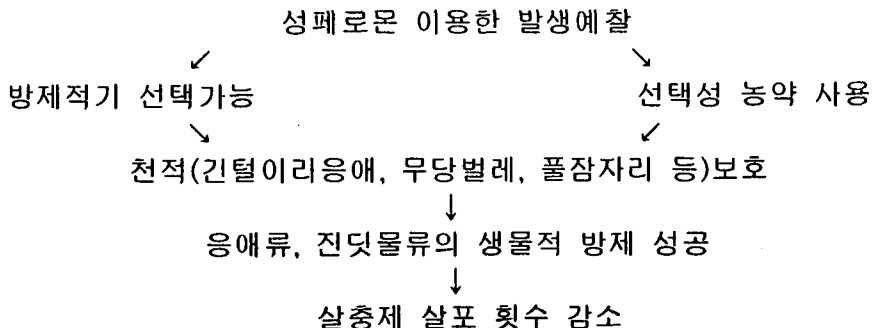 성페로몬 이용한 발생예찰
↙ ↘
방제적기 선택가능 선택성 농약 사용
↘ ↙
천적(긴털이리응애, 무당벌레, 풀잠자리 등)보호
↓
응애류, 진딧물류의 생물적 방제 성공
↓
살충제 살포 횟수 감소